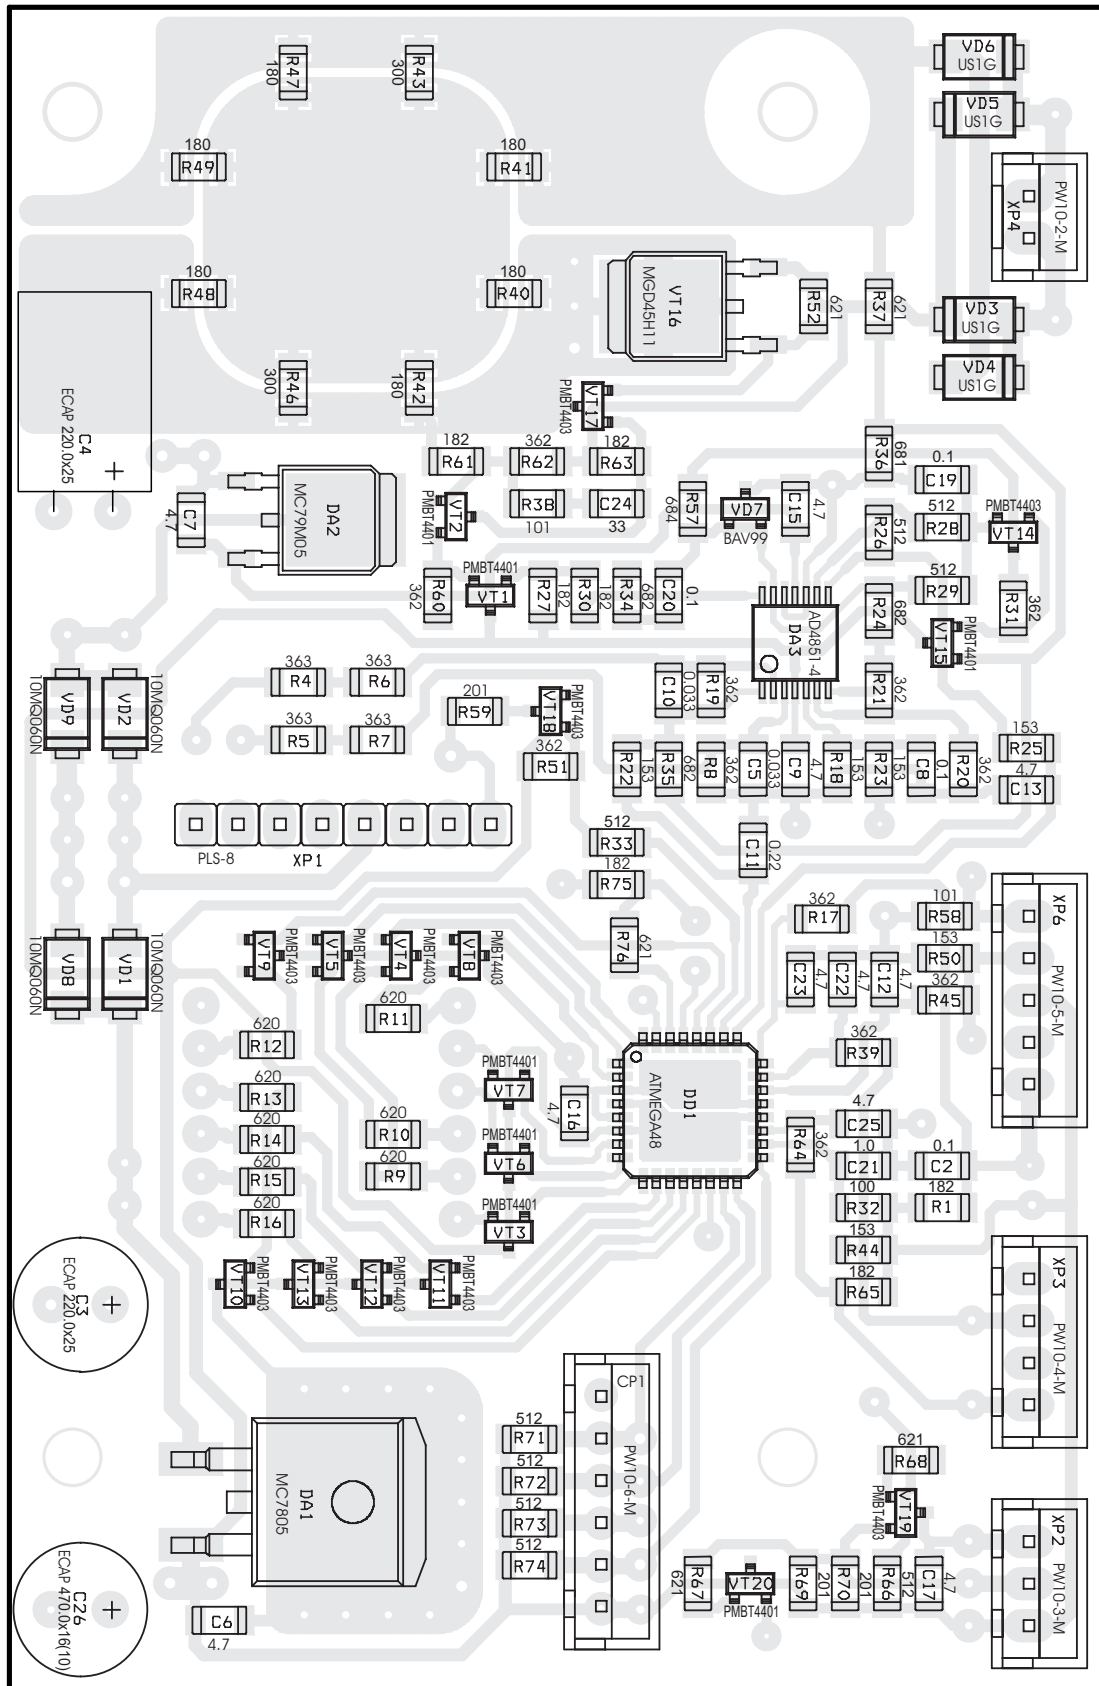 R47
180
R43
300
VD6
US1G
VD5
US1G
180
R49
180
R41
XP4
PW10-2-M
180
R48
180
R40
VT16
MGD45H11
R52
621
R37
621
VD3
US1G
VD4
US1G
R46
300
R42
180
PMBT4403
VT17
C4
ECAP 220.0x25
+
182
R61
362
R62
182
R63
R36
681
0.1
C19
C7
4.7
DA2
MC79M05
PMBT4401
VT2
R38
101
C24
33
R57
684
VD7
BAV99
C15
4.7
R26
512
512
R28
PMBT4403
VT14
R60
362
PMBT4401
VT1
R27
182
R30
182
R34
682
C20
0.1
AD4851-4
DA3
R24
682
512
R29
PMBT4401
VT15
R31
362
10MQ060N
VD9
VD2
10MQ060N
363
R4
363
R6
201
R59
VT18
PMBT4403
C10
0.033
R19
362
R21
362
363
R5
363
R7
362
R51
R22
153
R35
682
R8
362
C5
0.033
C9
4.7
R18
153
R23
153
C8
0.1
R20
362
153
R25
4.7
C13
PLS-8
XP1
512
R33
182
R75
C11
0.22
10MQ060N
VD8
VD1
10MQ060N
VT9
PMBT4403
VT5
PMBT4403
VT4
PMBT4403
VT8
PMBT4403
R76
621
362
R17
101
R58
153
R50
362
R45
XP6
PW10-5-M
C23
4.7
C22
4.7
C12
4.7
620
R11
620
R12
362
R39
620
R13
PMBT4401
VT7
C16
4.7
DD1
ATMEGA48
R64
362
4.7
C25
620
R14
620
R10
1.0
C21
0.1
C2
620
R15
620
R9
PMBT4401
VT6
100
R32
182
R1
620
R16
PMBT4401
VT3
153
R44
182
R65
VT10
PMBT4403
VT13
PMBT4403
VT12
PMBT4403
VT11
PMBT4403
C3
ECAP 220.0x25
+
XP3
PW10-4-M
CP1
PW10-6-M
512
R71
512
R72
512
R73
512
R74
DA1
MC7805
621
R68
PMBT4403
VT19
XP2
PW10-3-M
C26
ECAP 470.0x16(10)
+
C6
4.7
621
R67
VT20
PMBT4401
R69
201
R70
201
R66
512
C17
4.7